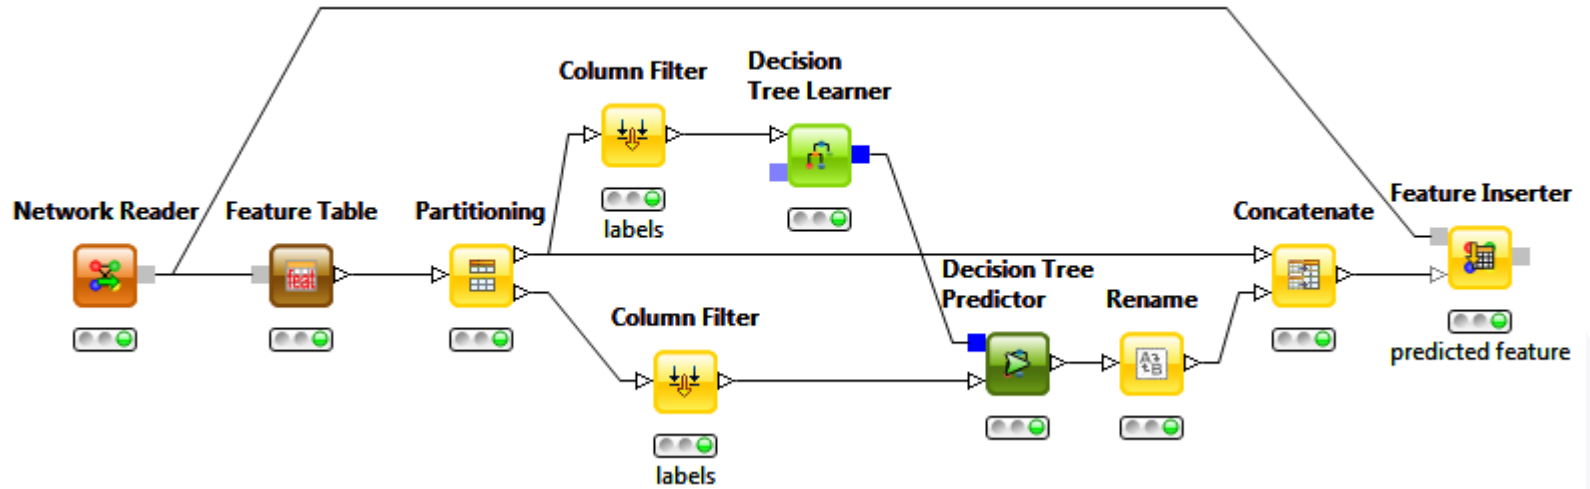 Column Filter
Decision
Tree Learner
labels
Network Reader
Feature Table
feat
Partitioning
Concatenate
Feature Inserter
Column Filter
labels
Decision Tree
Predictor
Rename
A
B
predicted feature